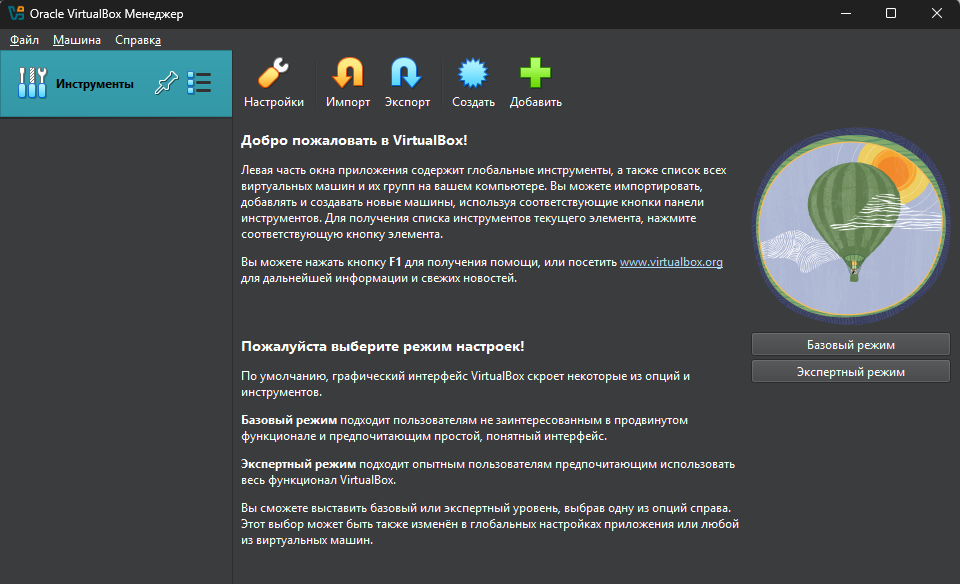 Oracle VirtualBox Менеджер
Файл Машина Справка
Инструменты
Настройки Импорт Экспорт Создать Добавить
Добро пожаловать в VirtualBox!
Левая часть окна приложения содержит глобальные инструменты, а также список всех
виртуальных машин и их групп на вашем компьютере. Вы можете импортировать,
добавлять и создавать новые машины, используя соответствующие кнопки панели
инструментов. Для получения списка инструментов текущего элемента, нажмите
соответствующую кнопку элемента.
Вы можете нажать кнопку F1 для получения помощи, или посетить www.virtualbox.org
для дальнейшей информации и свежих новостей.
Пожалуйста выберите режим настроек!
По умолчанию, графический интерфейс VirtualBox скроет некоторые из опций и
инструментов.
Базовый режим подходит пользователям не заинтересованным в продвинутом
функционале и предпочитающим простой, понятный интерфейс.
Экспертный режим подходит опытным пользователям предпочитающим использовать
весь функционал VirtualBox.
Вы сможете выставить базовый или экспертный уровень, выбрав одну из опций справа.
Этот выбор может быть также изменён в глобальных настройках приложения или любой
из виртуальных машин.
Базовый режим
Экспертный режим